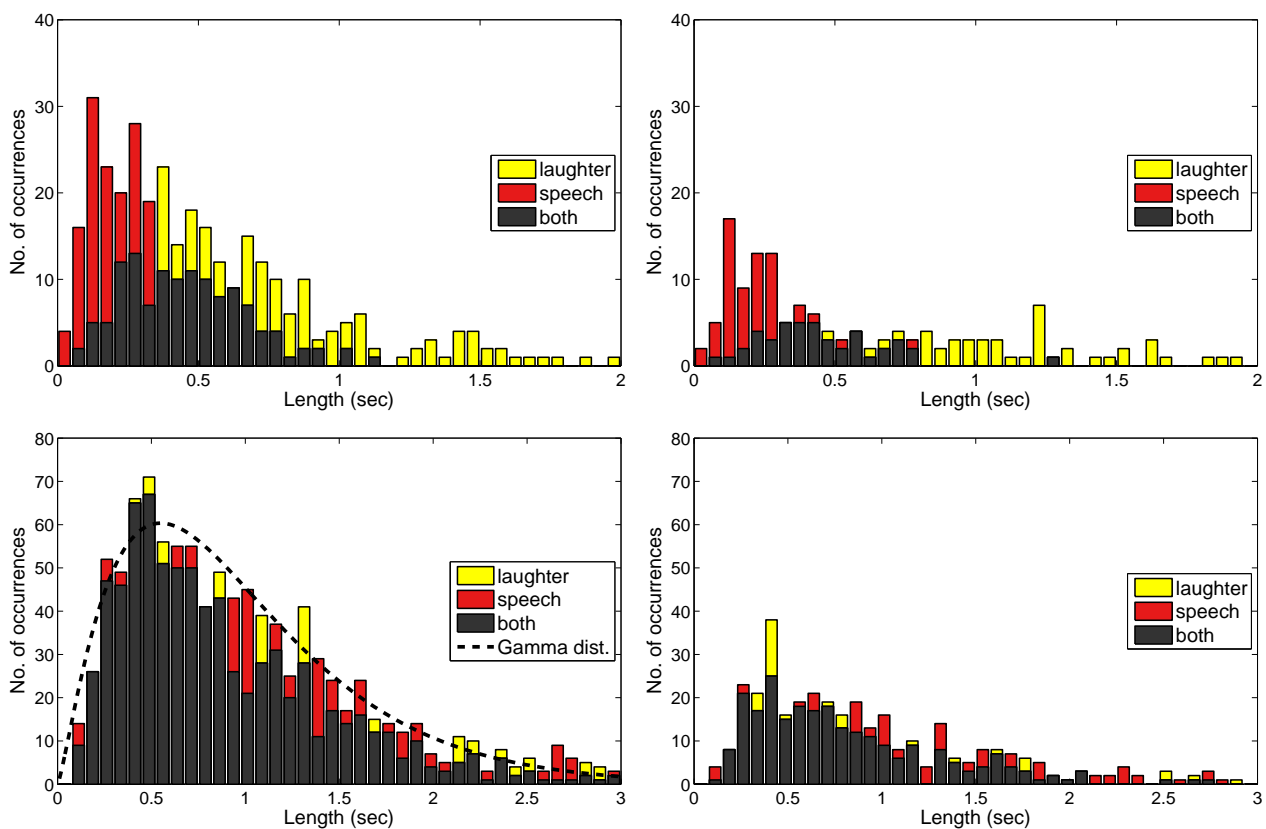 40
30
20
10
0
No. of occurrences
laughter
speech
both
0 0.5 1 1.5 2
Length (sec)
40
30
20
10
0
No. of occurrences
laughter
speech
both
0 0.5 1 1.5 2
Length (sec)
80
70
60
50
40
30
20
10
0
No. of occurrences
laughter
speech
both
Gamma dist.
0 0.5 1 1.5 2 2.5 3
Length (sec)
80
70
60
50
40
30
20
10
0
No. of occurrences
laughter
speech
both
0 0.5 1 1.5 2 2.5 3
Length (sec)